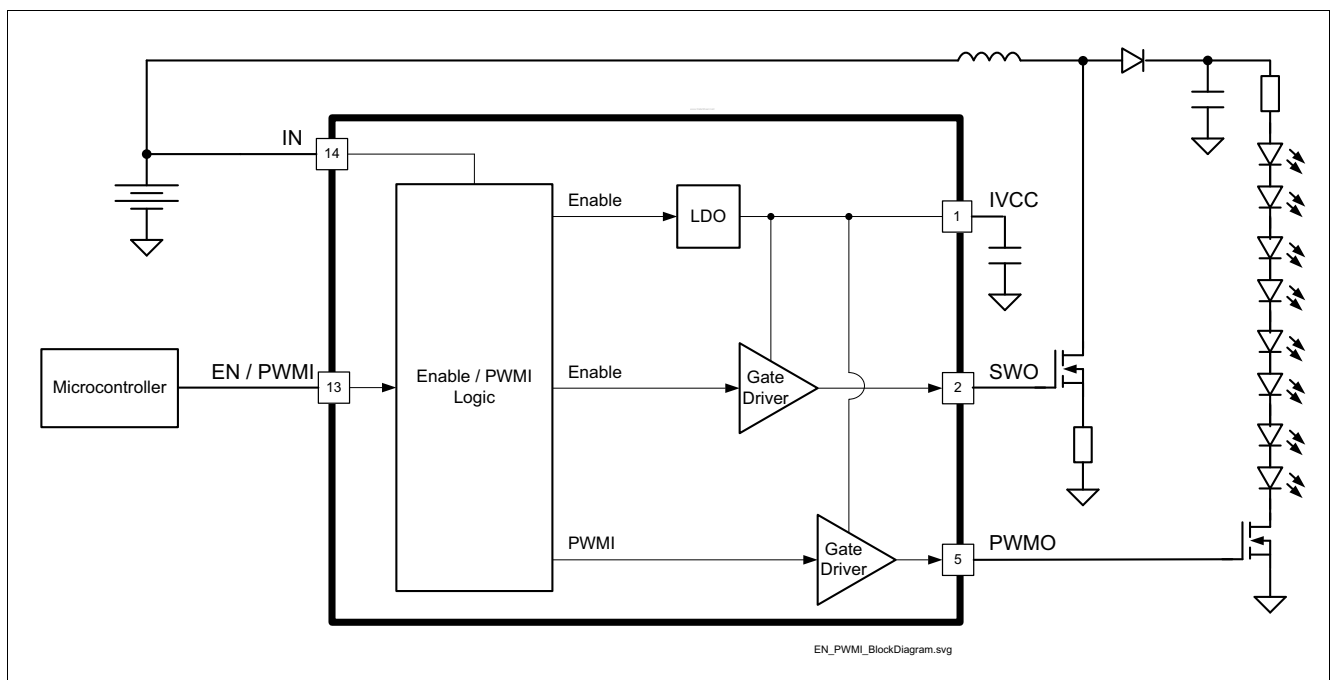 IN
14
Enable
LDO
1
IVCC
Microcontroller
EN / PWMI
13
Enable / PWMI
Logic
Enable
Gate
Driver
2
SWO
PWMI
Gate
Driver
5
PWMO
EN_PWMI_BlockDiagram.svg